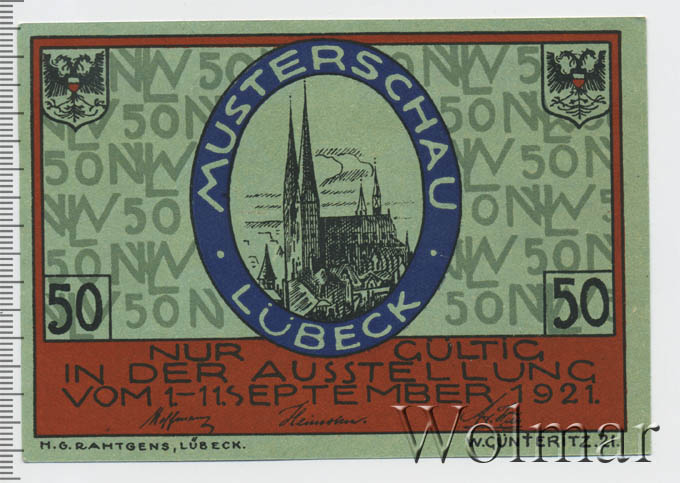 MUSTERSCHAU
LÜBECK
50 50
NUR GÜLTIG
IN DER AUSSTELLUNG
VOM 1.-11. SEPTEMBER 1921.
H.G. RAHTGENS, LÜBECK.
W. GÜNTERITZ. 21.
Wolmar